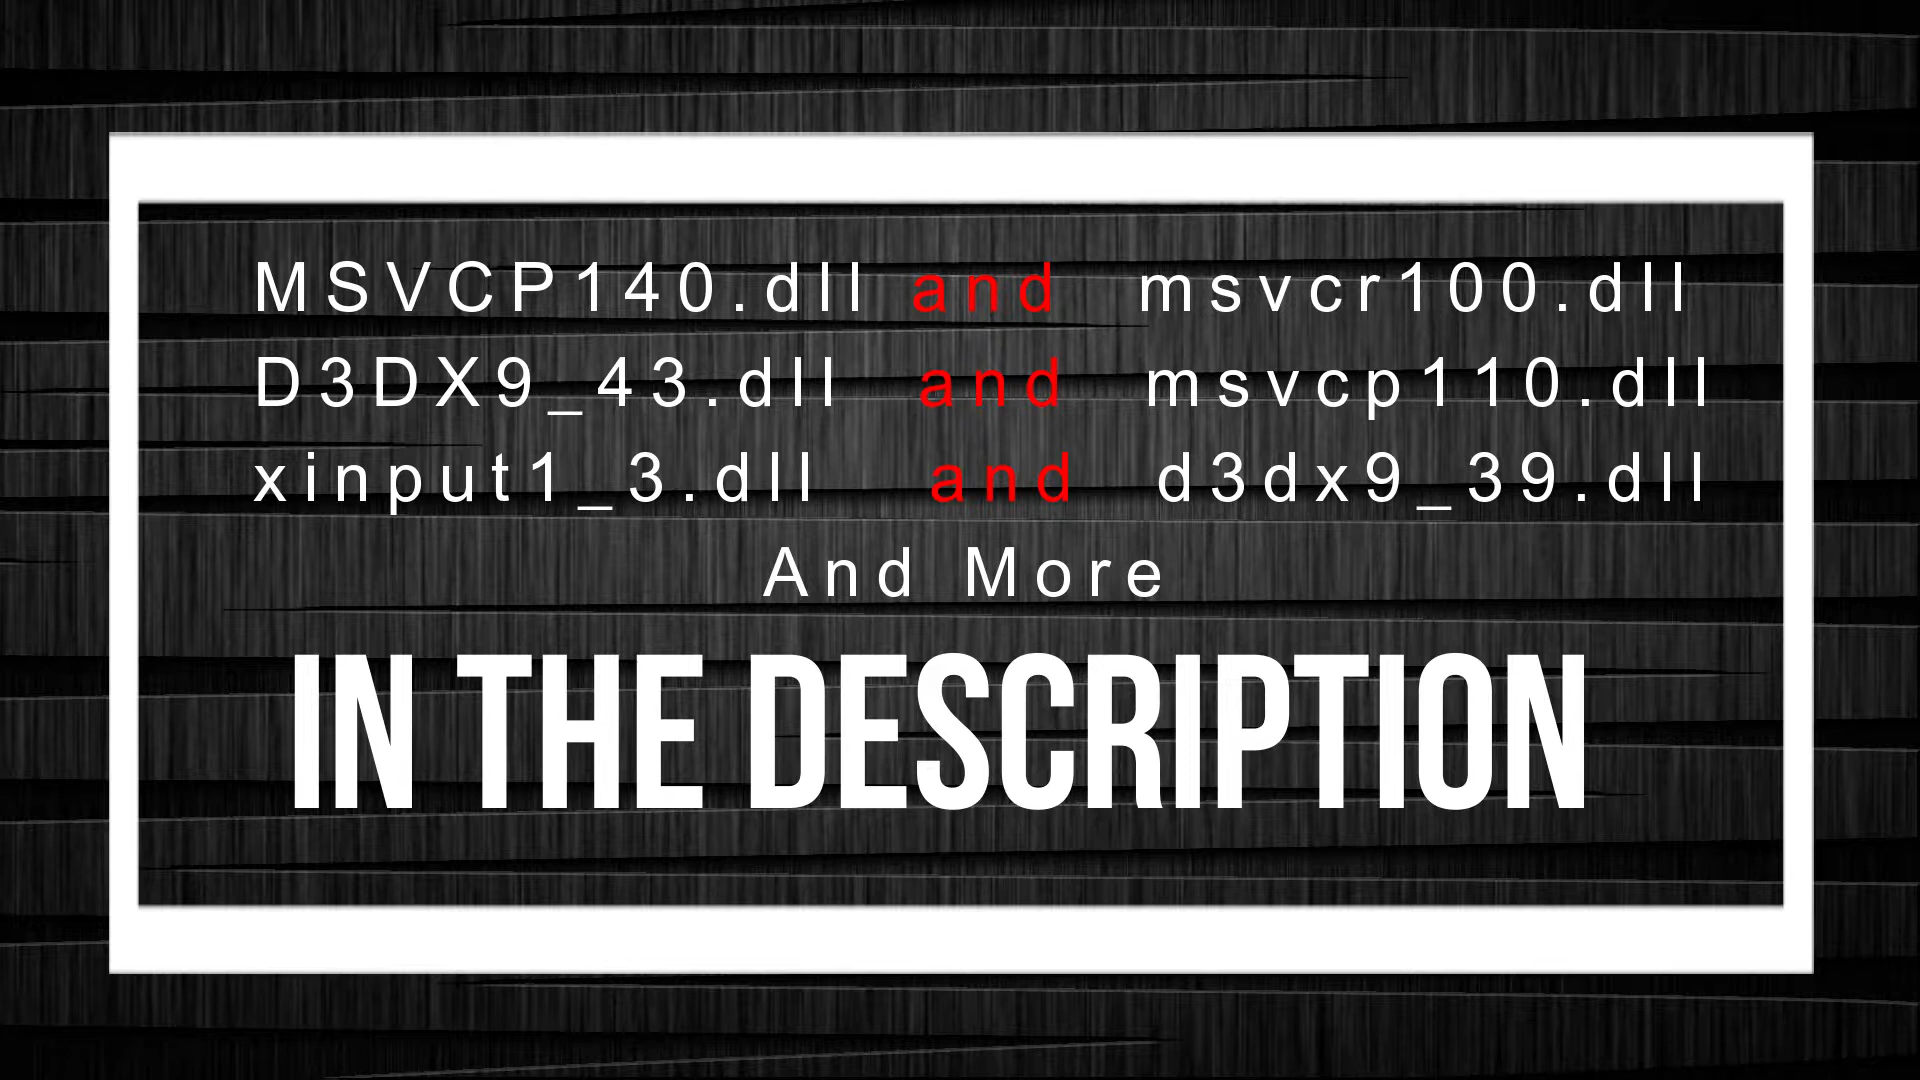 MSVCP140.dll and msvcr100.dll
D3DX9_43.dll and msvcp110.dll
xinput1_3.dll and d3dx9_39.dll
And More
IN THE DESCRIPTION